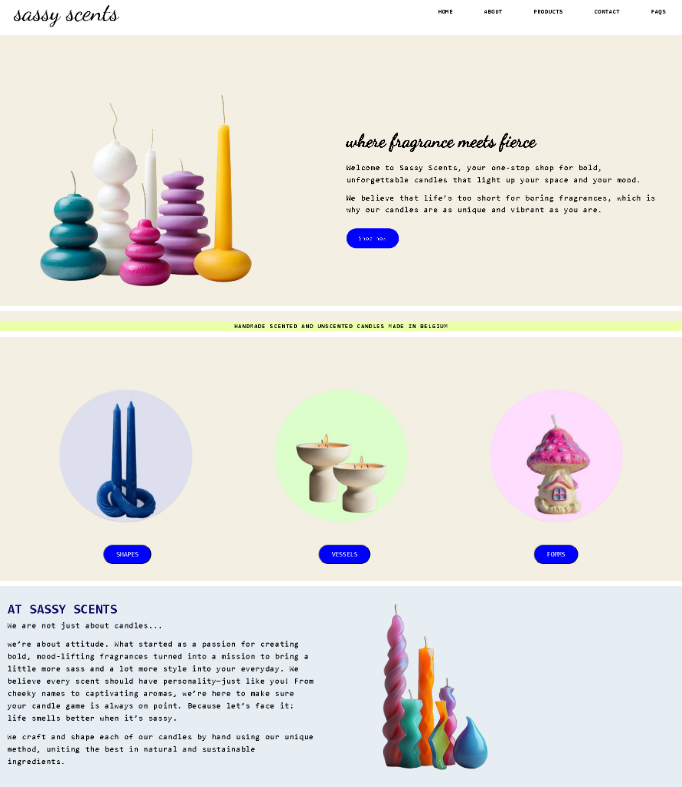 sassy scents
HOME ABOUT PRODUCTS CONTACT FAQS
where fragrance meets fierce
Welcome to Sassy Scents, your one-stop shop for bold,
unforgettable candles that light up your space and your mood.
We believe that life's too short for boring fragrances, which is
why our candles are as unique and vibrant as you are.
Shop now
HANDMADE SCENTED AND UNSCENTED CANDLES MADE IN BELGIUM
SHAPES VESSELS FORMS
AT SASSY SCENTS
We are not just about candles...
we're about attitude. What started as a passion for creating
bold, mood-lifting fragrances turned into a mission to bring a
little more sass and a lot more style into your everyday. We
believe every scent should have personality—just like you! From
cheeky names to captivating aromas, we're here to make sure
your candle game is always on point. Because let's face it:
life smells better when it's sassy.
We craft and shape each of our candles by hand using our unique
method, uniting the best in natural and sustainable
ingredients.